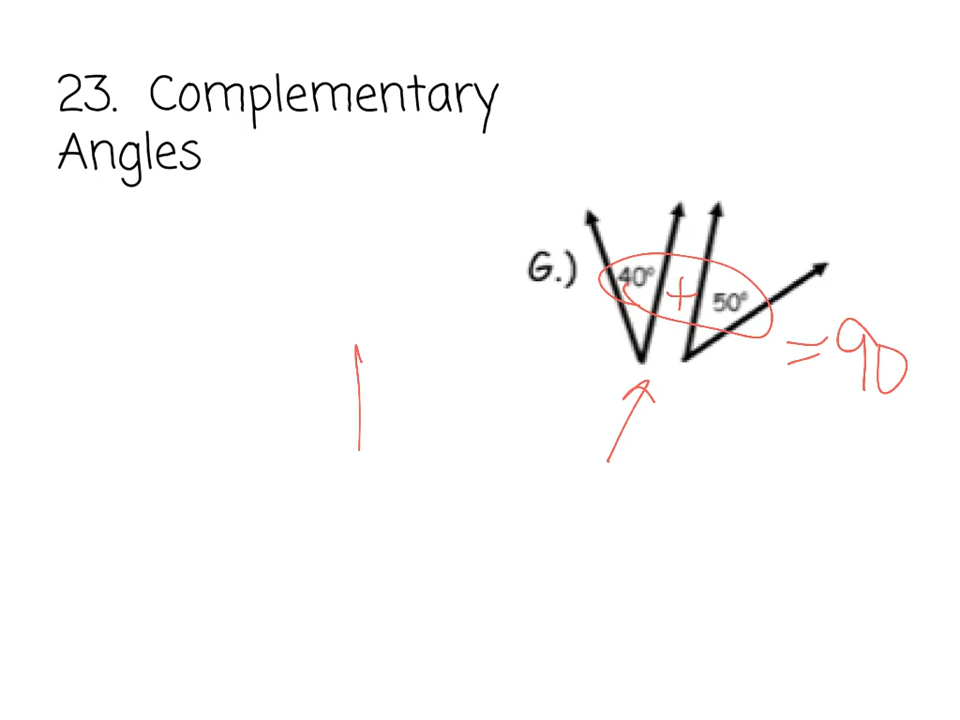 23. Complementary
Angles
G.)
40° + 50° = 90